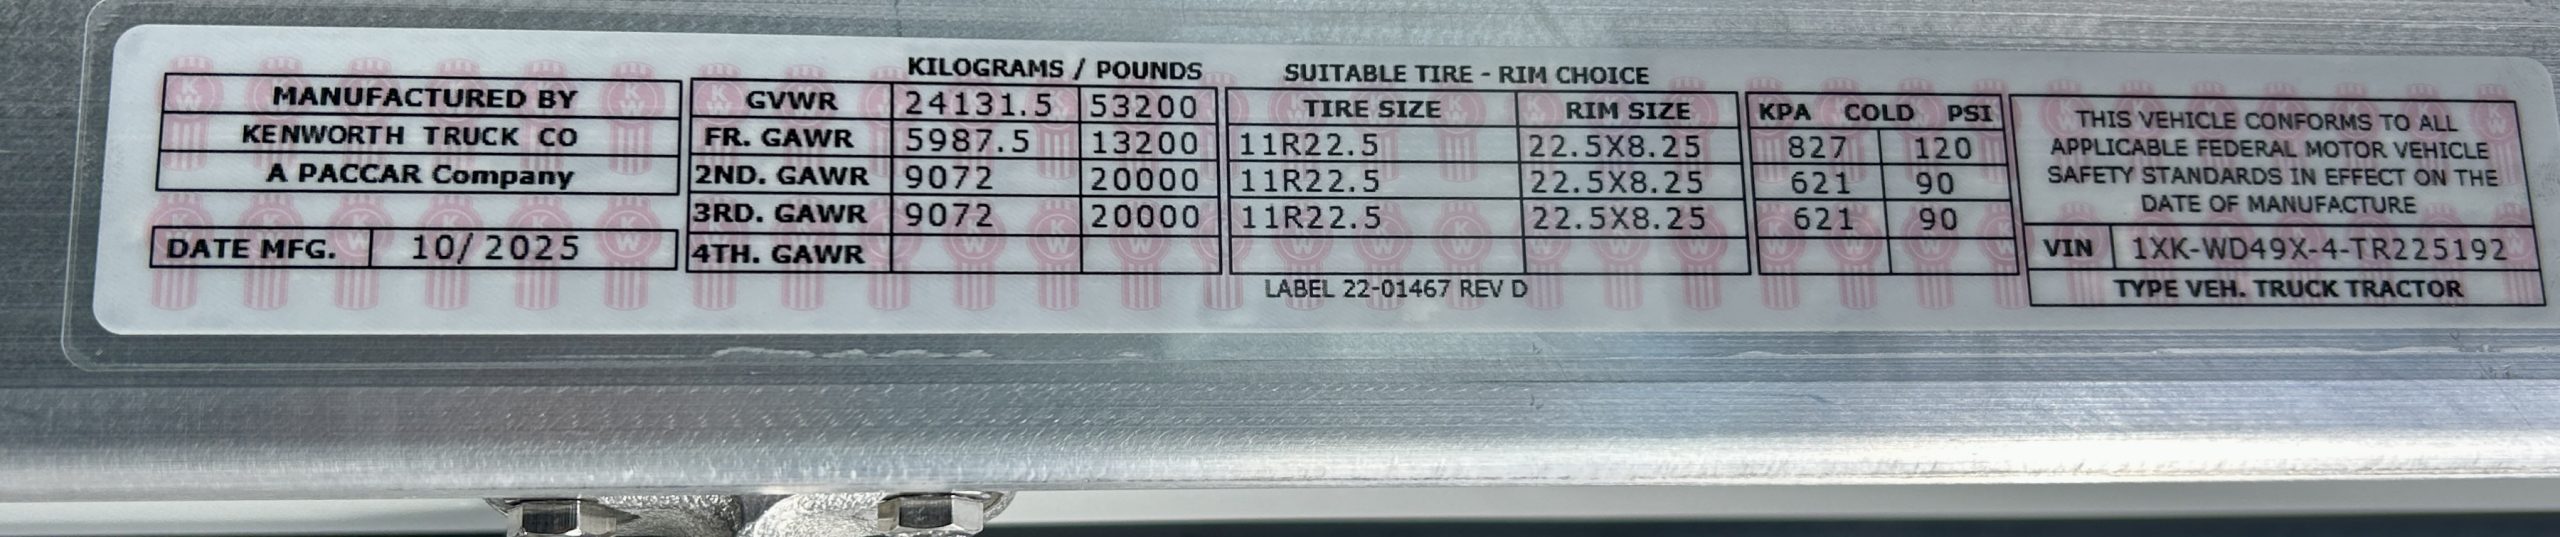 MANUFACTURED BY
KENWORTH TRUCK CO
A PACCAR Company
DATE MFG. 10/2025
KILOGRAMS / POUNDS
GVWR 24131.5 53200
FR. GAWR 5987.5 13200
2ND. GAWR 9072 20000
3RD. GAWR 9072 20000
4TH. GAWR
SUITABLE TIRE - RIM CHOICE
TIRE SIZE RIM SIZE
11R22.5 22.5X8.25
11R22.5 22.5X8.25
11R22.5 22.5X8.25
KPA COLD PSI
827 120
621 90
621 90
LABEL 22-01467 REV D
THIS VEHICLE CONFORMS TO ALL
APPLICABLE FEDERAL MOTOR VEHICLE
SAFETY STANDARDS IN EFFECT ON THE
DATE OF MANUFACTURE
VIN 1XK-WD49X-4-TR225192
TYPE VEH. TRUCK TRACTOR